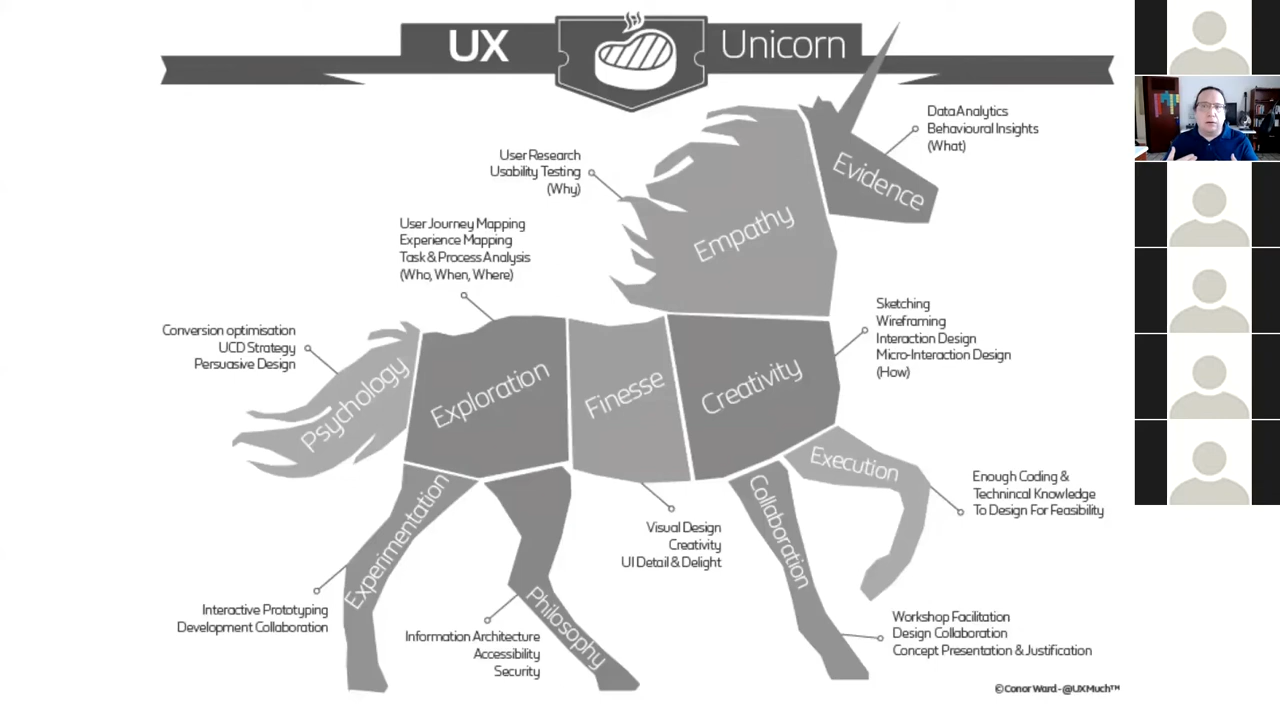 UX
Unicorn
Data Analytics
Behavioural Insights
(What)
Evidence
User Research
Usability Testing
(Why)
Empathy
User Journey Mapping
Experience Mapping
Task & Process Analysis
(Who, When, Where)
Conversion optimisation
UCD Strategy
Persuasive Design
Sketching
Wireframing
Interaction Design
Micro-Interaction Design
(How)
Psychology
Exploration
Finesse
Creativity
Execution
Enough Coding &
Technincal Knowledge
To Design For Feasibility
Experimentation
Collaboration
Visual Design
Creativity
UI Detail & Delight
Philosophy
Interactive Prototyping
Development Collaboration
Information Architecture
Accessibility
Security
Workshop Facilitation
Design Collaboration
Concept Presentation & Justification
© Conor Ward - @UXMuch™